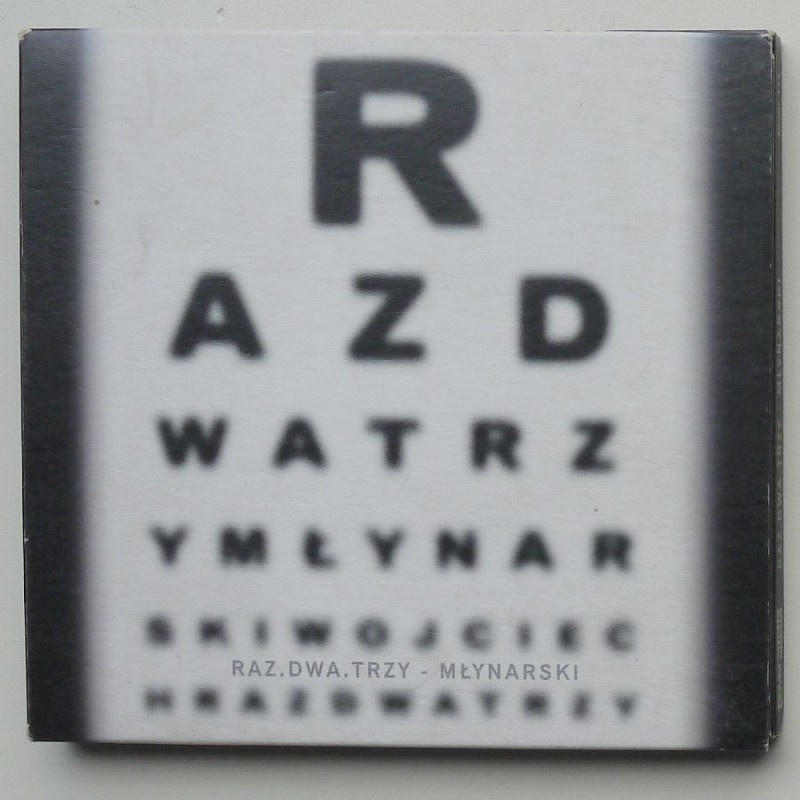 R
A Z D
W A T R Z
Y M Ł Y N A R
S K I W O J C I E C
RAZ.DWA.TRZY - MŁYNARSKI
H R A Z D W A T R Z Y